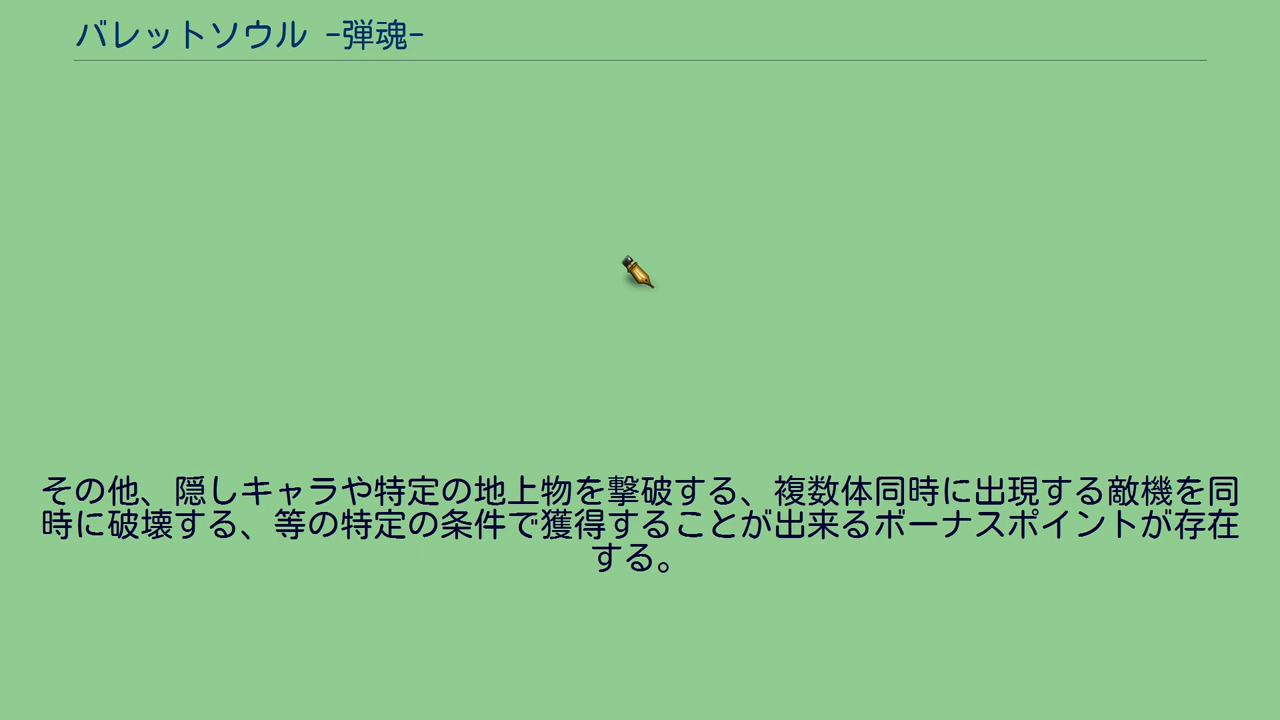 バレットソウル -弾魂-
その他、隠しキャラや特定の地上物を撃破する、複数体同時に出現する敵機を同
時に破壊する、等の特定の条件で獲得することが出来るボーナスポイントが存在
する。